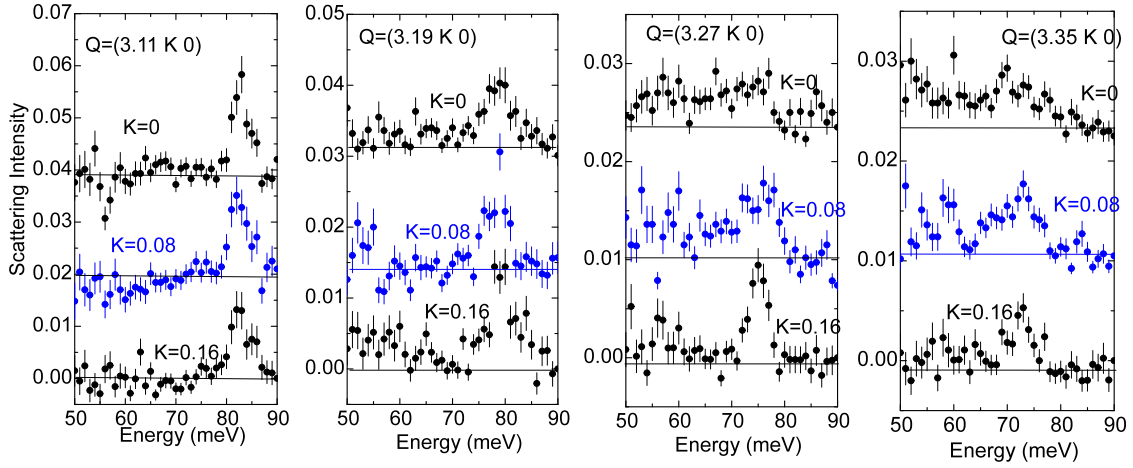 Scattering Intensity
Q=(3.11 K 0)
0.07
0.06
0.05
0.04
0.03
0.02
0.01
0.00
K=0
K=0.08
K=0.16
50 60 70 80 90
Energy (meV)
Q=(3.19 K 0)
0.05
0.04
0.03
0.02
0.01
0.00
K=0
K=0.08
K=0.16
50 60 70 80 90
Energy (meV)
Q=(3.27 K 0)
0.03
0.02
0.01
0.00
K=0
K=0.08
K=0.16
50 60 70 80 90
Energy (meV)
Q=(3.35 K 0)
0.03
0.02
0.01
0.00
K=0
K=0.08
K=0.16
50 60 70 80 90
Energy (meV)